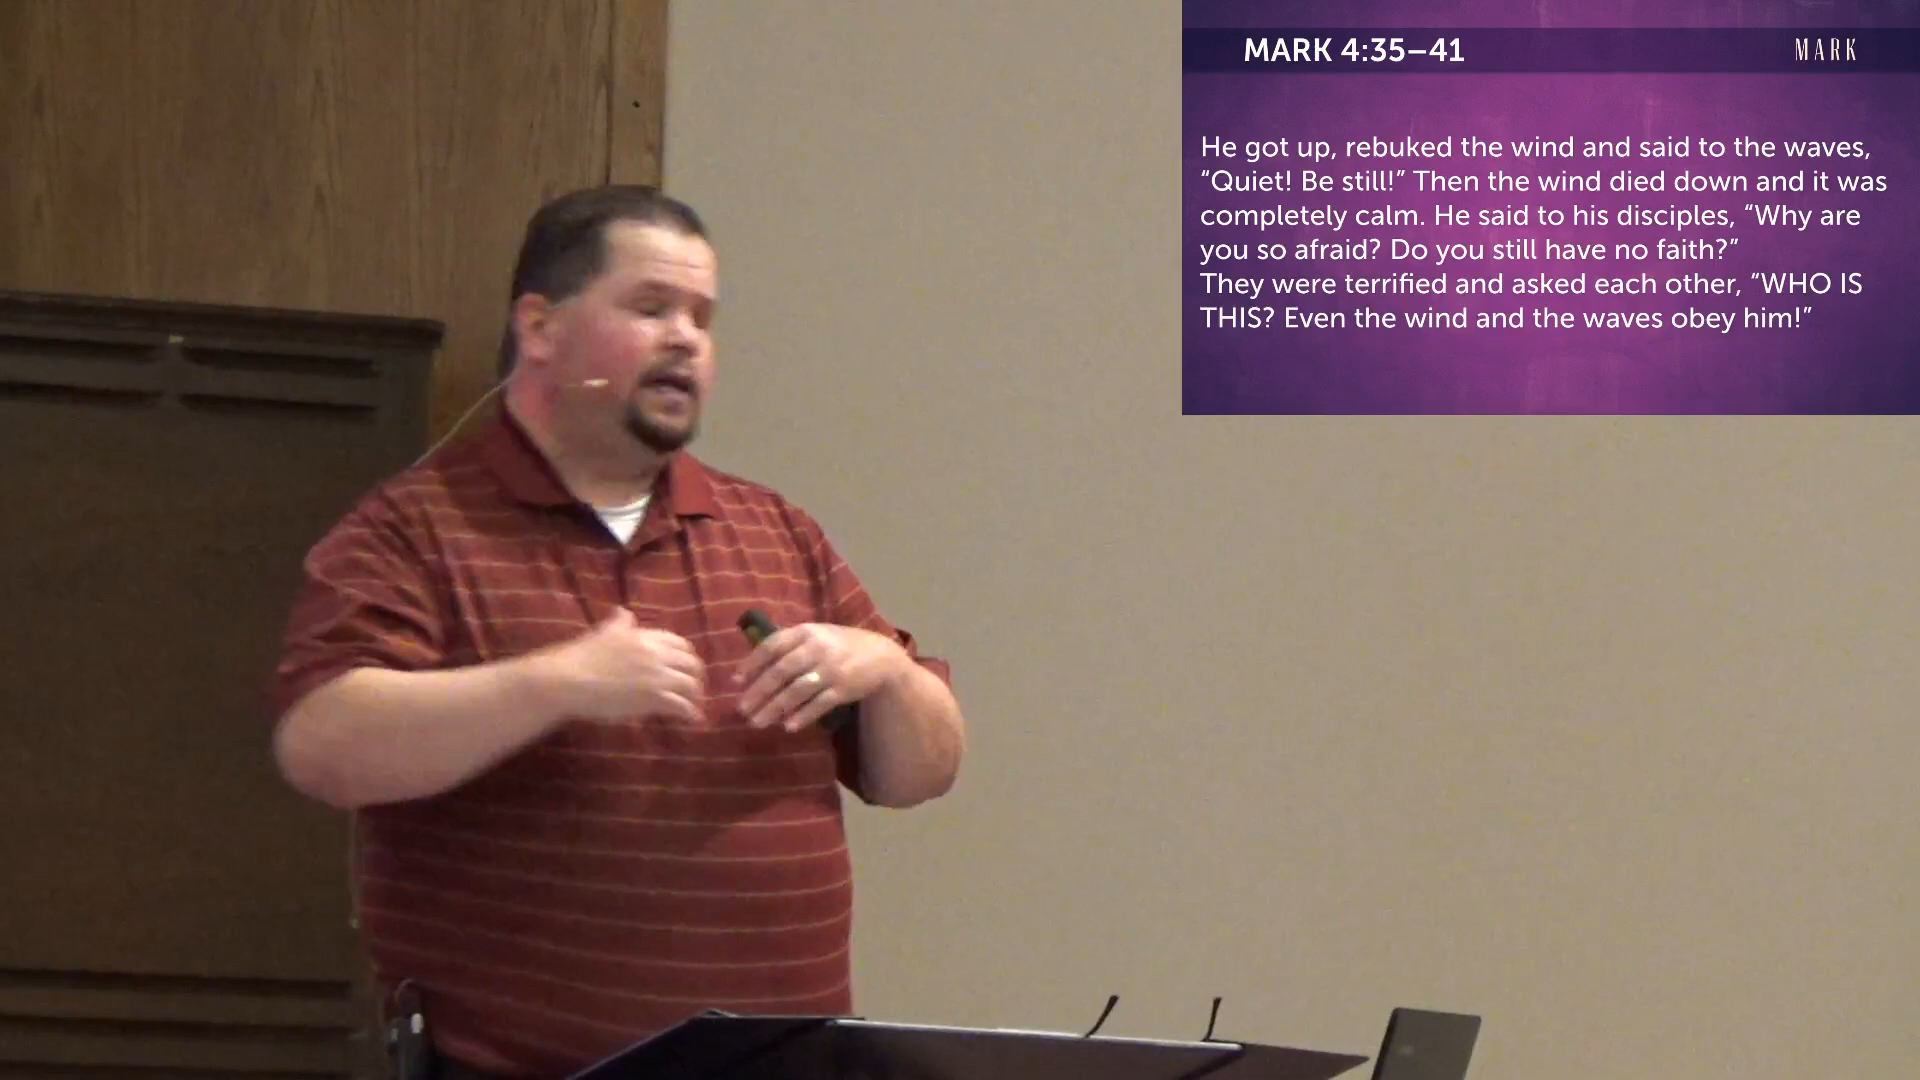 MARK 4:35–41
MARK
He got up, rebuked the wind and said to the waves,
“Quiet! Be still!” Then the wind died down and it was
completely calm. He said to his disciples, “Why are
you so afraid? Do you still have no faith?”
They were terrified and asked each other, “WHO IS
THIS? Even the wind and the waves obey him!”